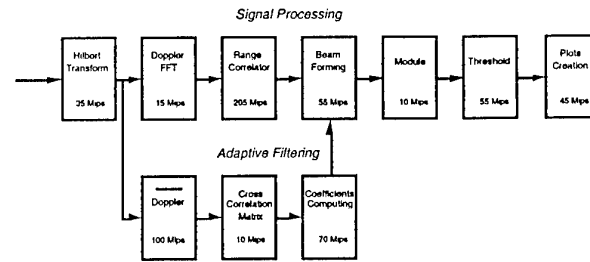 Signal Processing
Hilbert
Transform
35 Mips
Doppler
FFT
15 Mips
Range
Correlator
205 Mips
Beam
Forming
55 Mips
Module
10 Mips
Threshold
55 Mips
Plots
Creation
45 Mips
Adaptive Filtering
Doppler
100 Mips
Cross
Correlation
Matrix
10 Mips
Coefficients
Computing
70 Mips